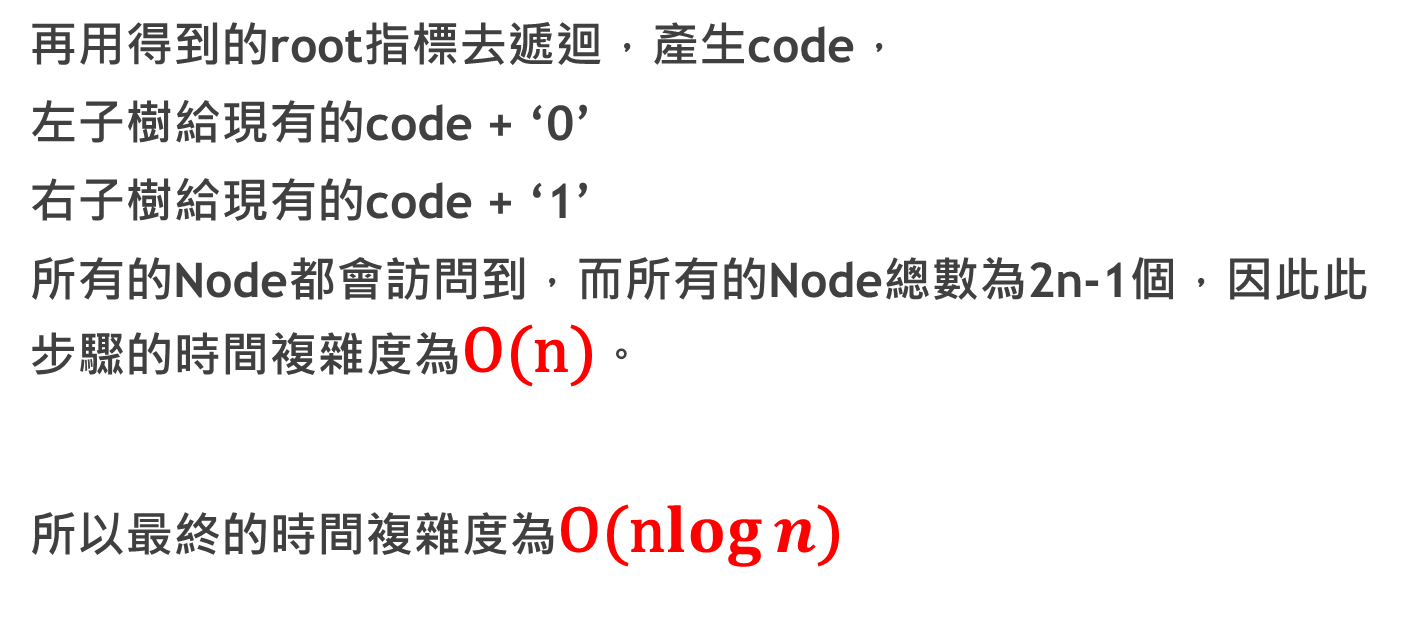 再用得到的root指標去遞迴，產生code，
左子樹給現有的code + ‘0’
右子樹給現有的code + ‘1’
所有的Node都會訪問到，而所有的Node總數為2n-1個，因此此
步驟的時間複雜度為O(n)。
所以最終的時間複雜度為O(nlog n)